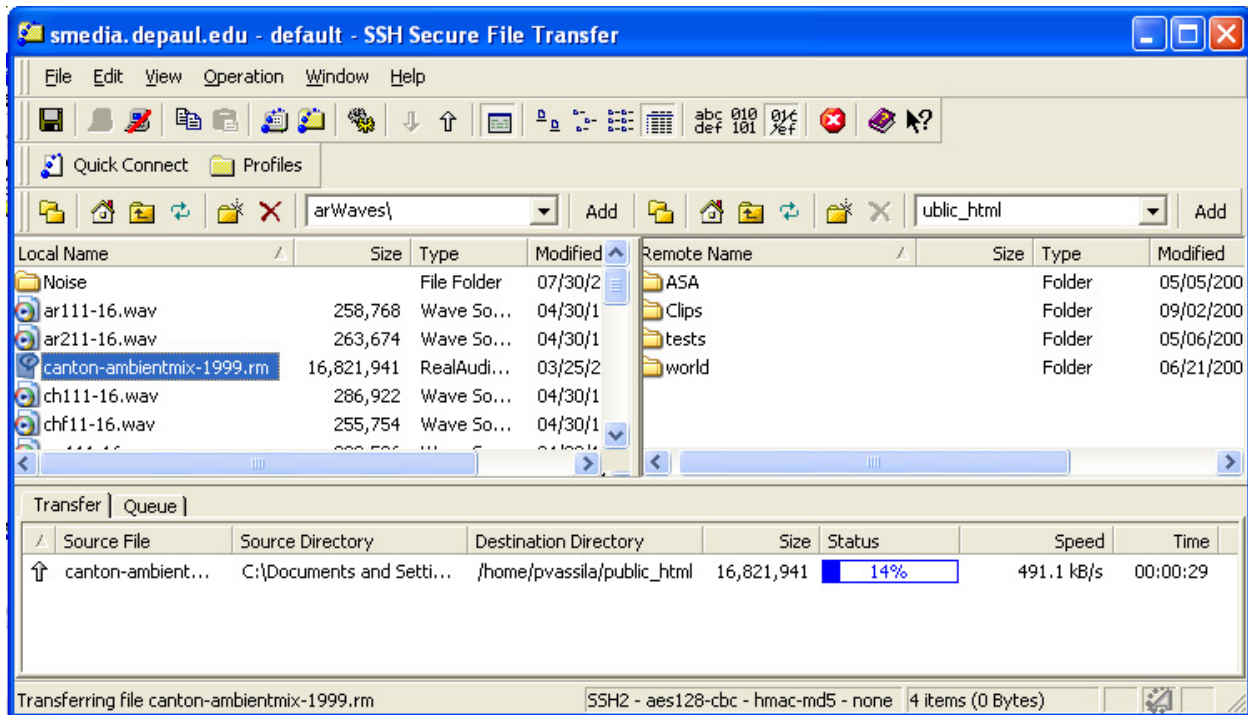 smedia.depaul.edu - default - SSH Secure File Transfer
File Edit View Operation Window Help
abc def 010 101
Quick Connect Profiles
arWaves\ Add ublic_html Add
Local Name Size Type Modified Remote Name Size Type Modified
Noise File Folder 07/30/2 ASA Folder 05/05/200
ar111-16.wav 258,768 Wave So... 04/30/1 Clips Folder 09/02/200
ar211-16.wav 263,674 Wave So... 04/30/1 tests Folder 05/06/200
canton-ambientmix-1999.rm 16,821,941 RealAudi... 03/25/2 world Folder 06/21/200
ch111-16.wav 286,922 Wave So... 04/30/1
chf11-16.wav 255,754 Wave So... 04/30/1
Transfer Queue
Source File Source Directory Destination Directory Size Status Speed Time
canton-ambient... C:\Documents and Setti... /home/pvassila/public_html 16,821,941 14% 491.1 kB/s 00:00:29
Transferring file canton-ambientmix-1999.rm SSH2 - aes128-cbc - hmac-md5 - none 4 items (0 Bytes)